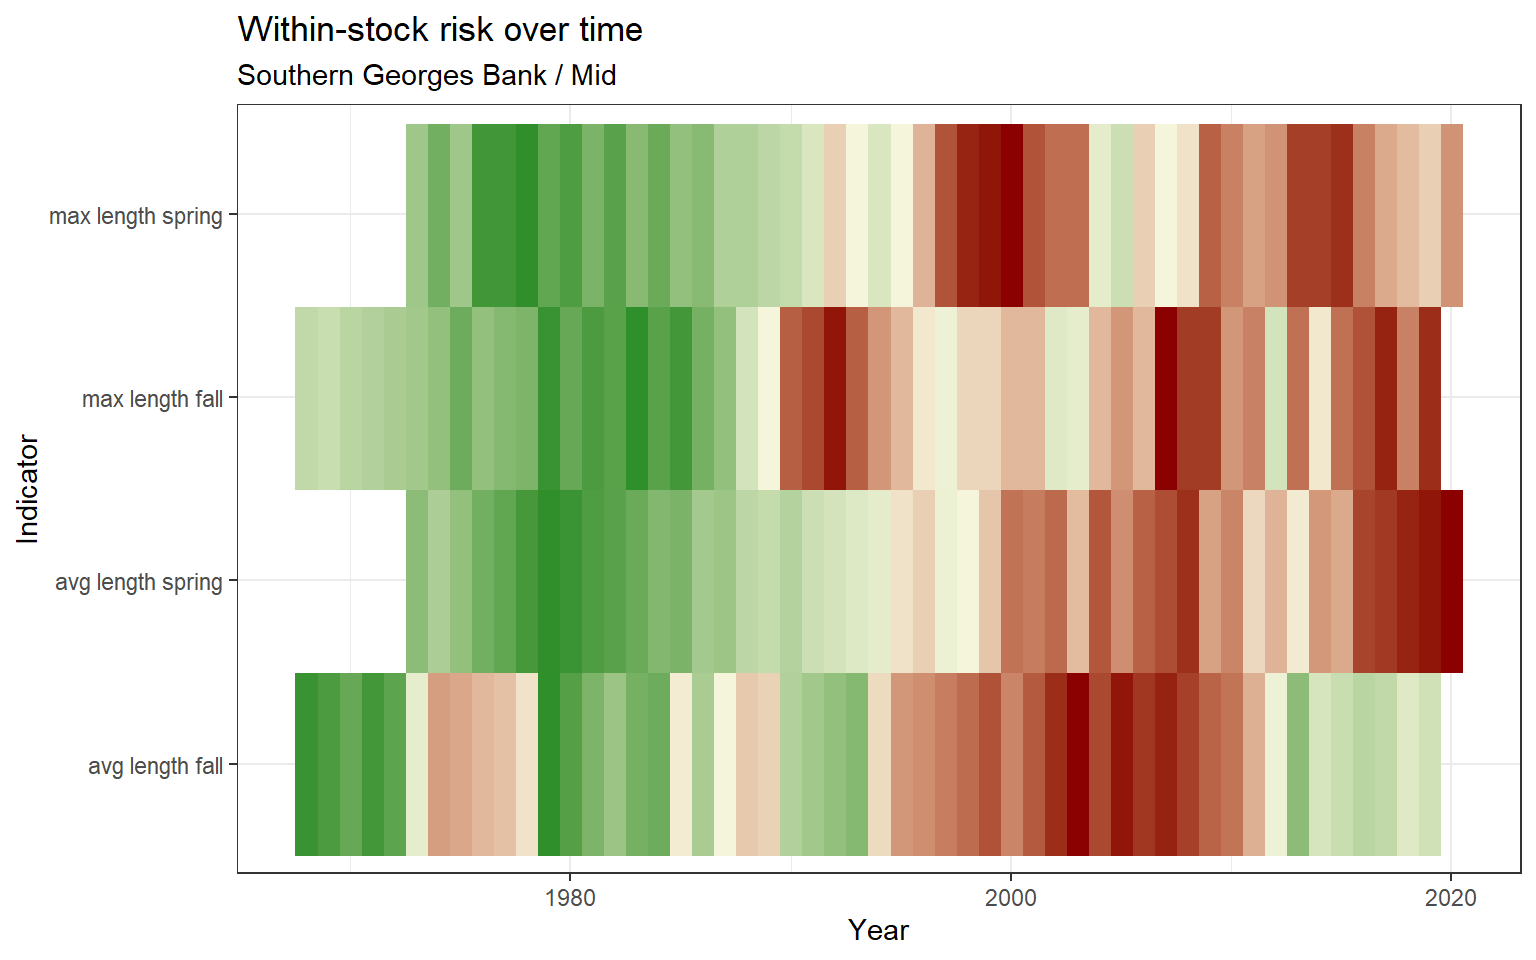 Within-stock risk over time
Southern Georges Bank / Mid
Indicator
max length spring
max length fall
avg length spring
avg length fall
1980
2000
2020
Year